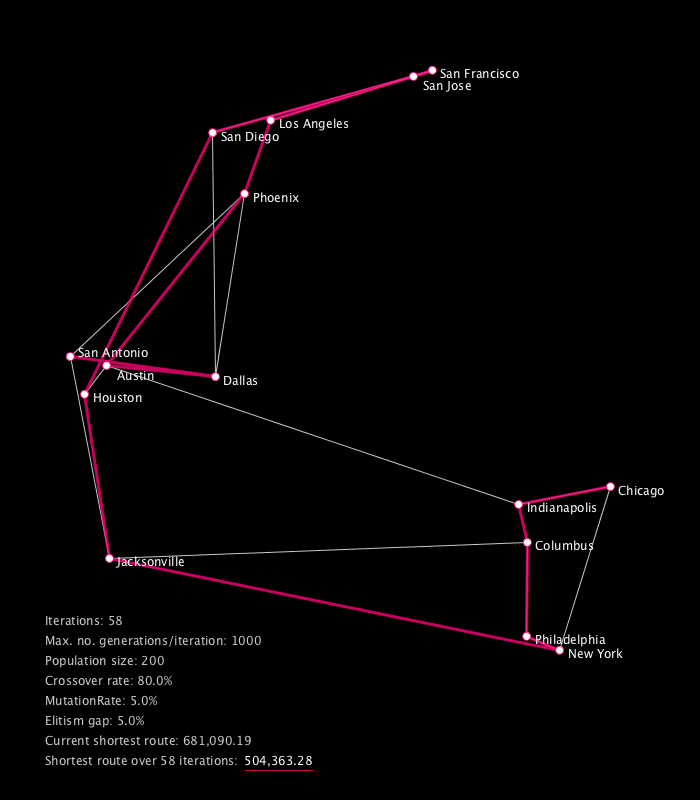 San Francisco
San Jose
Los Angeles
San Diego
Phoenix
San Antonio
Austin
Dallas
Houston
Chicago
Indianapolis
Columbus
Jacksonville
Philadelphia
New York
Iterations: 58
Max. no. generations/iteration: 1000
Population size: 200
Crossover rate: 80.0%
MutationRate: 5.0%
Elitism gap: 5.0%
Current shortest route: 681,090.19
Shortest route over 58 iterations: 504,363.28